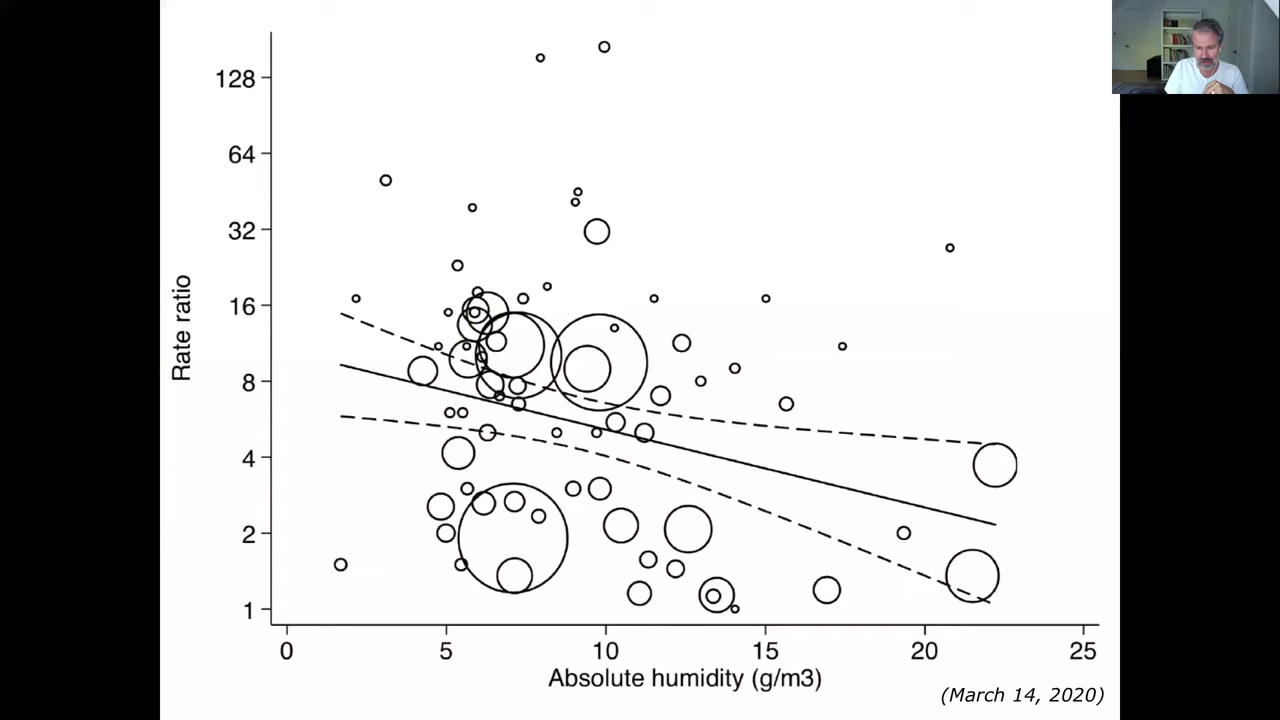 128
64
32
16
8
4
2
1
Rate ratio
0 5 10 15 20 25
Absolute humidity (g/m3)
(March 14, 2020)